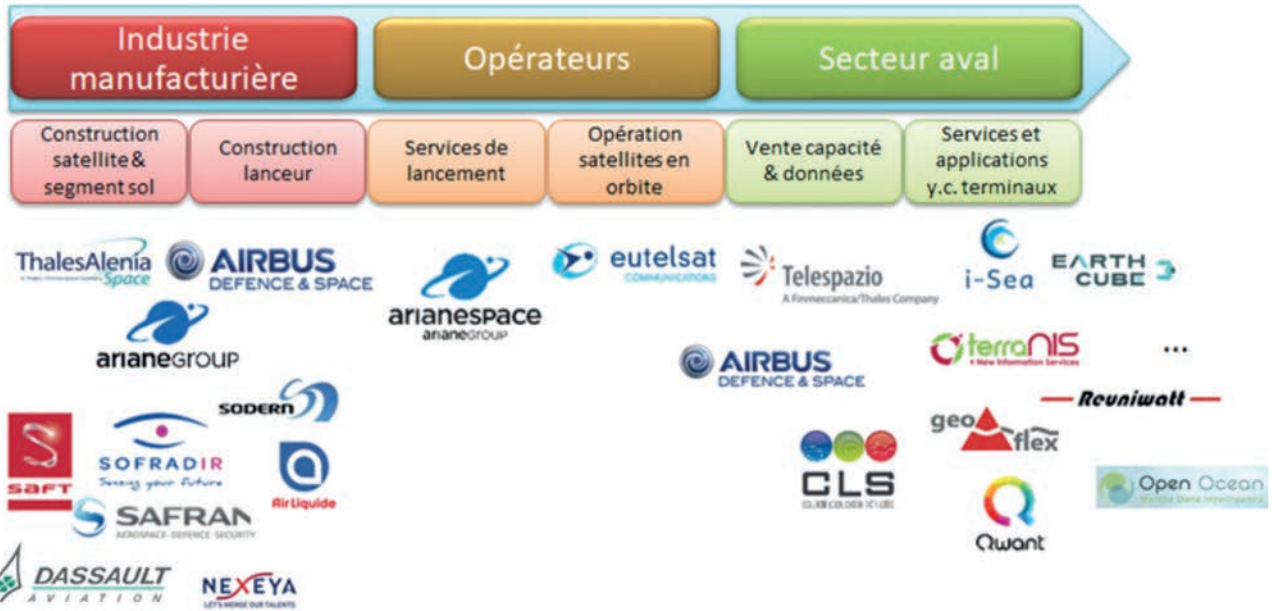 Industrie
manufacturière
Opérateurs
Secteur aval
Construction
satellite &
segment sol
Construction
lanceur
Services de
lancement
Opération
satellites en
orbite
Vente capacité
& données
Services et
applications
y.c. terminaux
ThalesAlenia
Space
AIRBUS
DEFENCE & SPACE
arianespace
arianeGROUP
eutelsat
COMMUNICATIONS
Telespazio
A Finmeccanica/Thales Company
i-Sea
EARTH
CUBE
arianeGROUP
AIRBUS
DEFENCE & SPACE
terraNIS
New Information Services
...
Reuniwatt
SODERN
SAFT
SOFRADIR
Sensing your future
Air Liquide
CLS
geo
flex
Open Ocean
Marine Data Intelligence
Qwant
SAFRAN
AEROSPACE · DEFENCE · SECURITY
DASSAULT
AVIATION
NEXEYA
LET'S MERGE OUR TALENTS